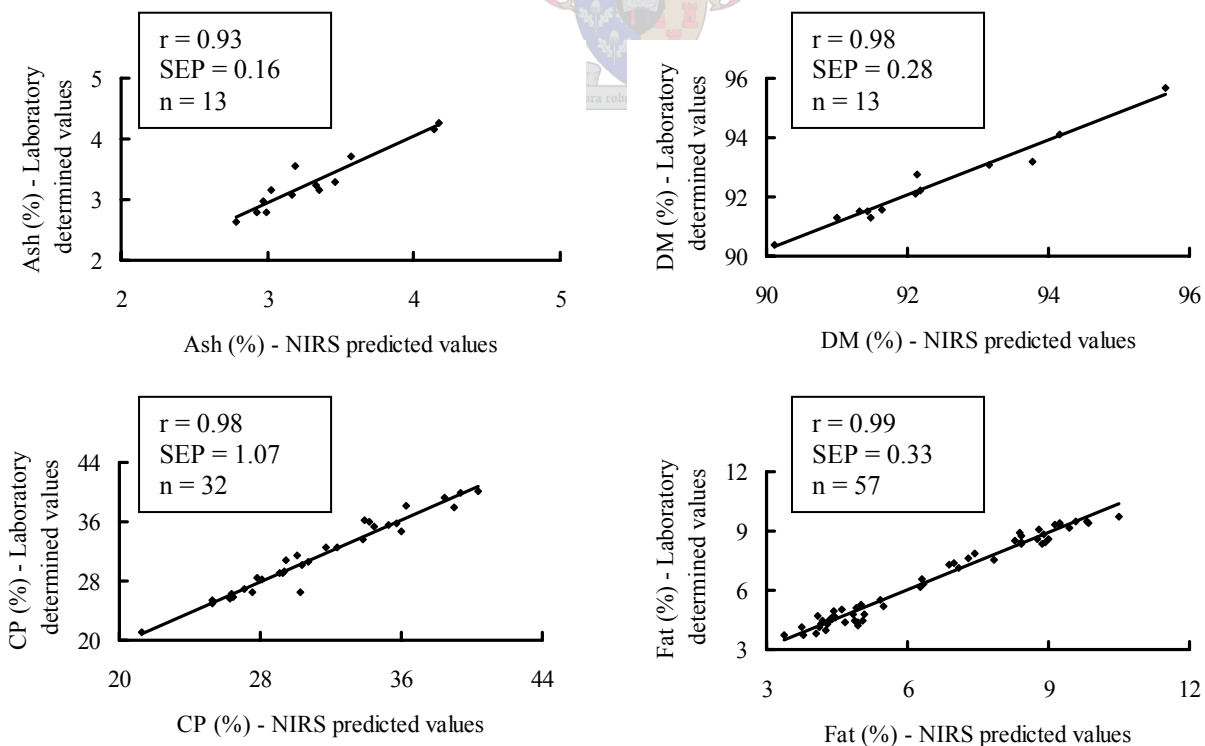 r = 0.93
SEP = 0.16
n = 13
Ash (%) - Laboratory
determined values
5
4
3
2
2 3 4 5
Ash (%) - NIRS predicted values
r = 0.98
SEP = 0.28
n = 13
DM (%) - Laboratory
determined values
96
94
92
90
90 92 94 96
DM (%) - NIRS predicted values
r = 0.98
SEP = 1.07
n = 32
CP (%) - Laboratory
determined values
44
36
28
20
20 28 36 44
CP (%) - NIRS predicted values
r = 0.99
SEP = 0.33
n = 57
Fat (%) - Laboratory
determined values
12
9
6
3
3 6 9 12
Fat (%) - NIRS predicted values